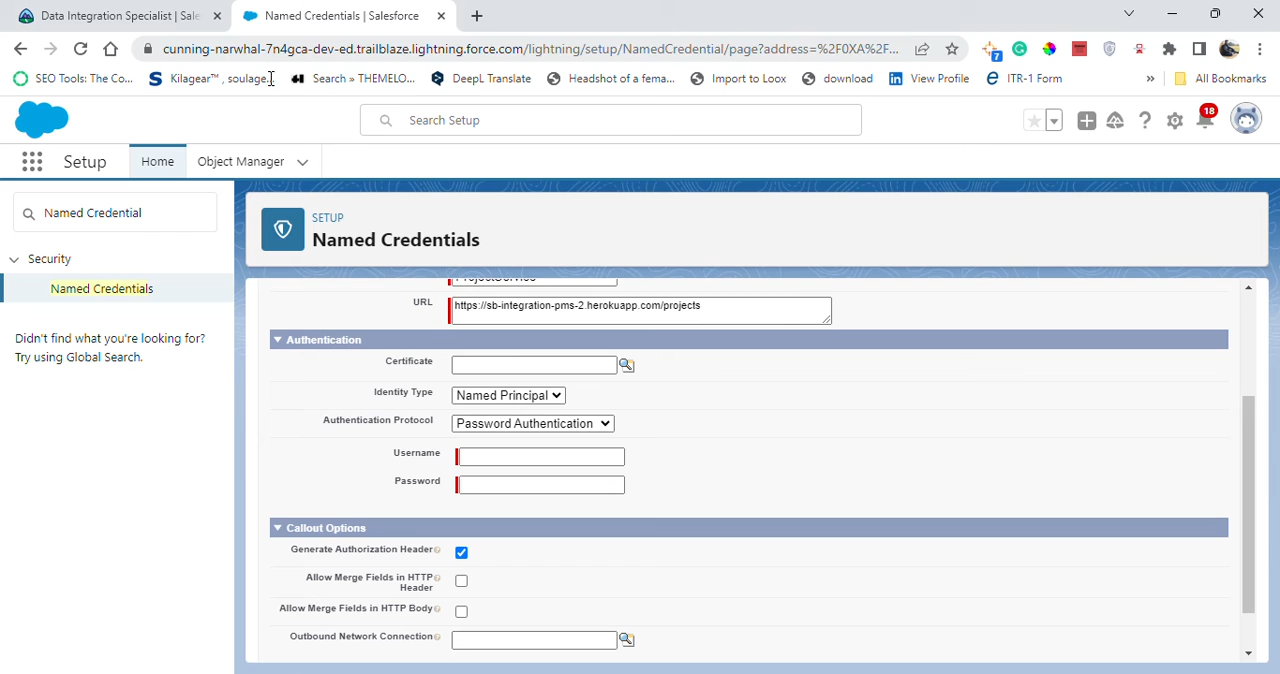 Data Integration Specialist | Sale
Named Credentials | Salesforce
cunning-narwhal-7n4gca-dev-ed.trailblaze.lightning.force.com/lightning/setup/NamedCredential/page?address=%2F0XA%2F...
SEO Tools: The Co...
Kilagear™ , soulage...
Search » THEMELO...
DeepL Translate
Headshot of a fema...
Import to Loox
download
View Profile
ITR-1 Form
»
All Bookmarks
Search Setup
18
Setup
Home
Object Manager
Named Credential
Security
Named Credentials
Didn't find what you're looking for?
Try using Global Search.
SETUP
Named Credentials
ProjectService
URL
https://sb-integration-pms-2.herokuapp.com/projects
Authentication
Certificate
Identity Type
Named Principal
Authentication Protocol
Password Authentication
Username
Password
Callout Options
Generate Authorization Header
Allow Merge Fields in HTTP
Header
Allow Merge Fields in HTTP Body
Outbound Network Connection